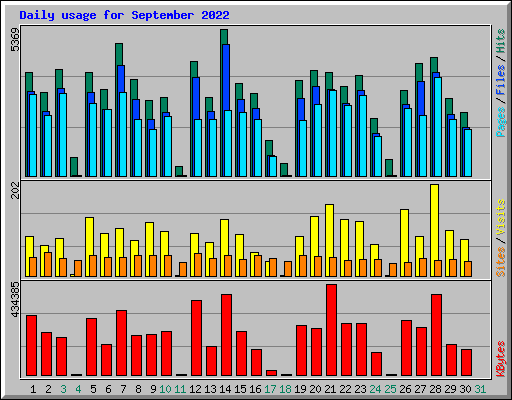 Daily usage for September 2022
5369
Pages / Files / Hits
202
Sites / Visits
434385
KBytes
1 2 3 4 5 6 7 8 9 10 11 12 13 14 15 16 17 18 19 20 21 22 23 24 25 26 27 28 29 30 31